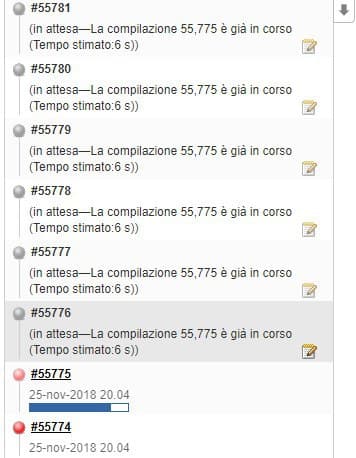 #55781
(in attesa—La compilazione 55,775 è già in corso
(Tempo stimato:6 s))
#55780
(in attesa—La compilazione 55,775 è già in corso
(Tempo stimato:6 s))
#55779
(in attesa—La compilazione 55,775 è già in corso
(Tempo stimato:6 s))
#55778
(in attesa—La compilazione 55,775 è già in corso
(Tempo stimato:6 s))
#55777
(in attesa—La compilazione 55,775 è già in corso
(Tempo stimato:6 s))
#55776
(in attesa—La compilazione 55,775 è già in corso
(Tempo stimato:6 s))
#55775
25-nov-2018 20.04
#55774
25-nov-2018 20.04